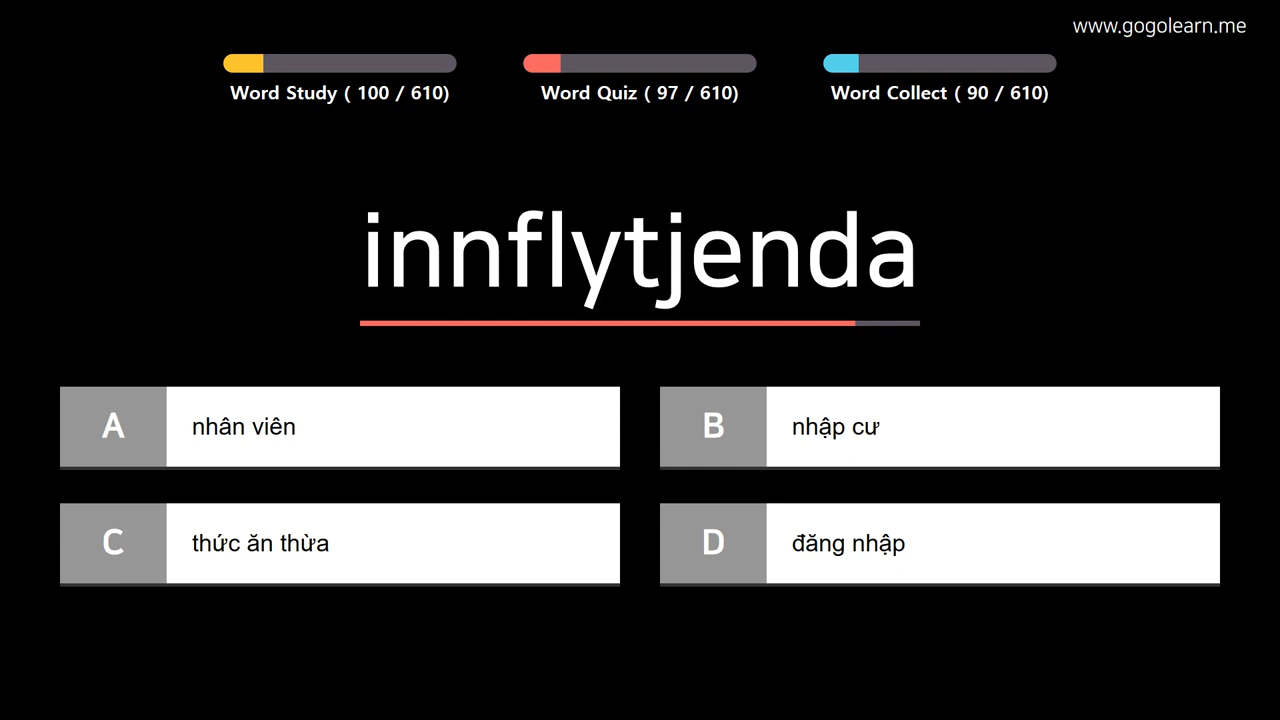 www.gogolearn.me
Word Study ( 100 / 610)
Word Quiz ( 97 / 610)
Word Collect ( 90 / 610)
innflytjenda
A
nhân viên
B
nhập cư
C
thức ăn thừa
D
đăng nhập